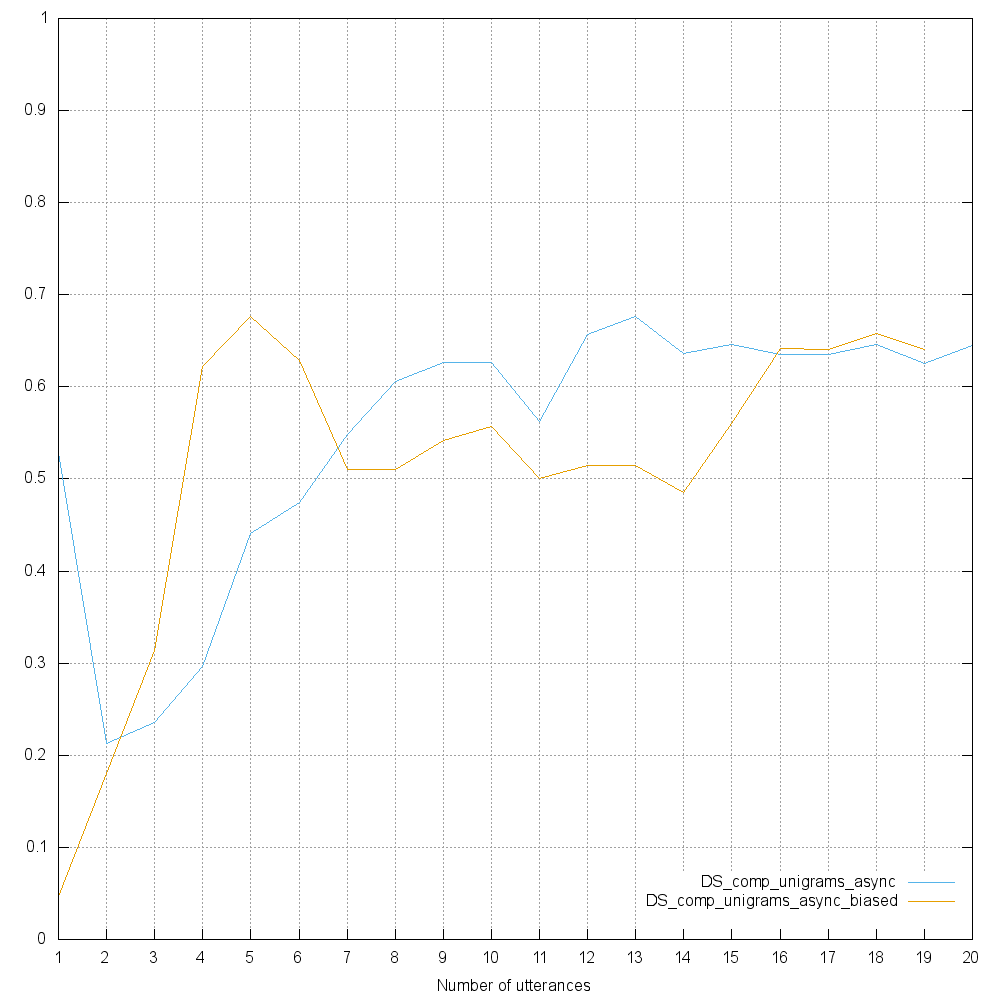 1
0.9
0.8
0.7
0.6
0.5
0.4
0.3
0.2
0.1
0
DS_comp_unigrams_async
DS_comp_unigrams_async_biased
1 2 3 4 5 6 7 8 9 10 11 12 13 14 15 16 17 18 19 20
Number of utterances